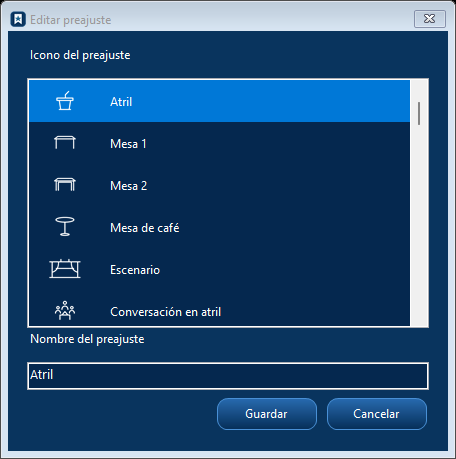 Editar preajuste
Icono del preajuste
Atril
Mesa 1
Mesa 2
Mesa de café
Escenario
Conversación en atril
Nombre del preajuste
Atril
Guardar
Cancelar